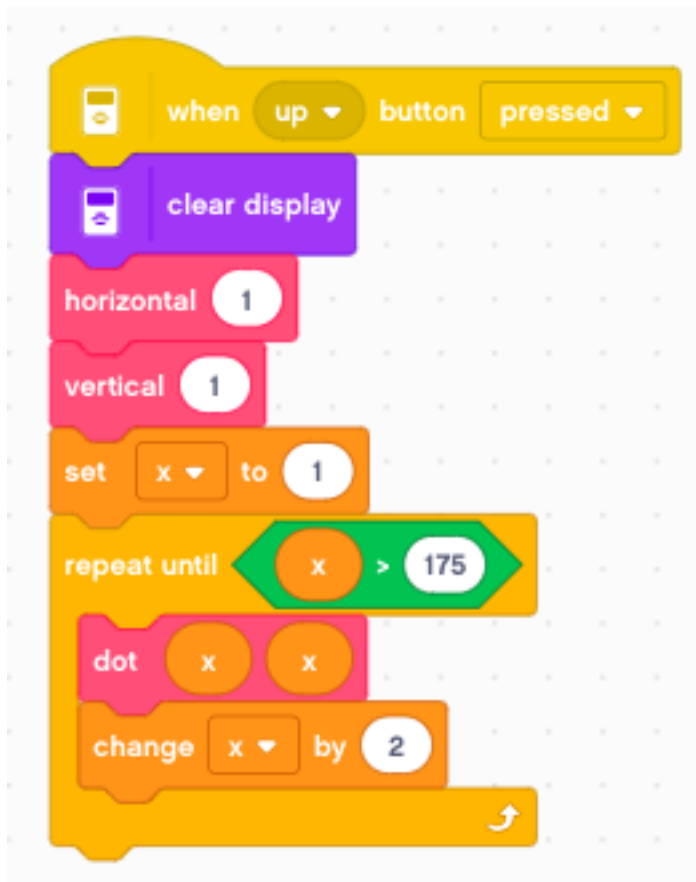 when up button pressed
clear display
horizontal 1
vertical 1
set x to 1
repeat until x > 175
dot x x
change x by 2